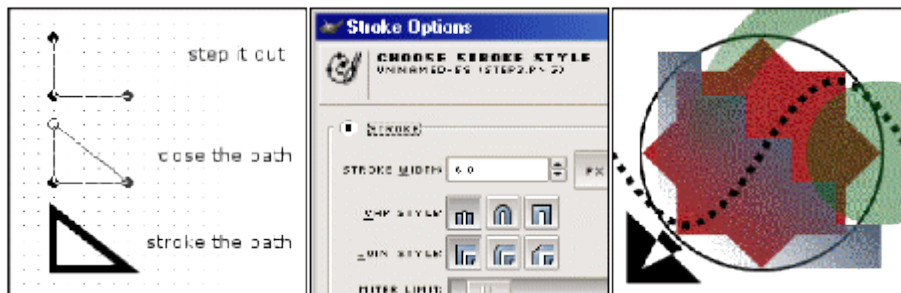 step it out
close the path
stroke the path
Stroke Options
CHOOSE STROKE STYLE
STROKE
STROKE WIDTH: 6.0
PX
CAP STYLE:
JOIN STYLE:
MITER LIMIT: